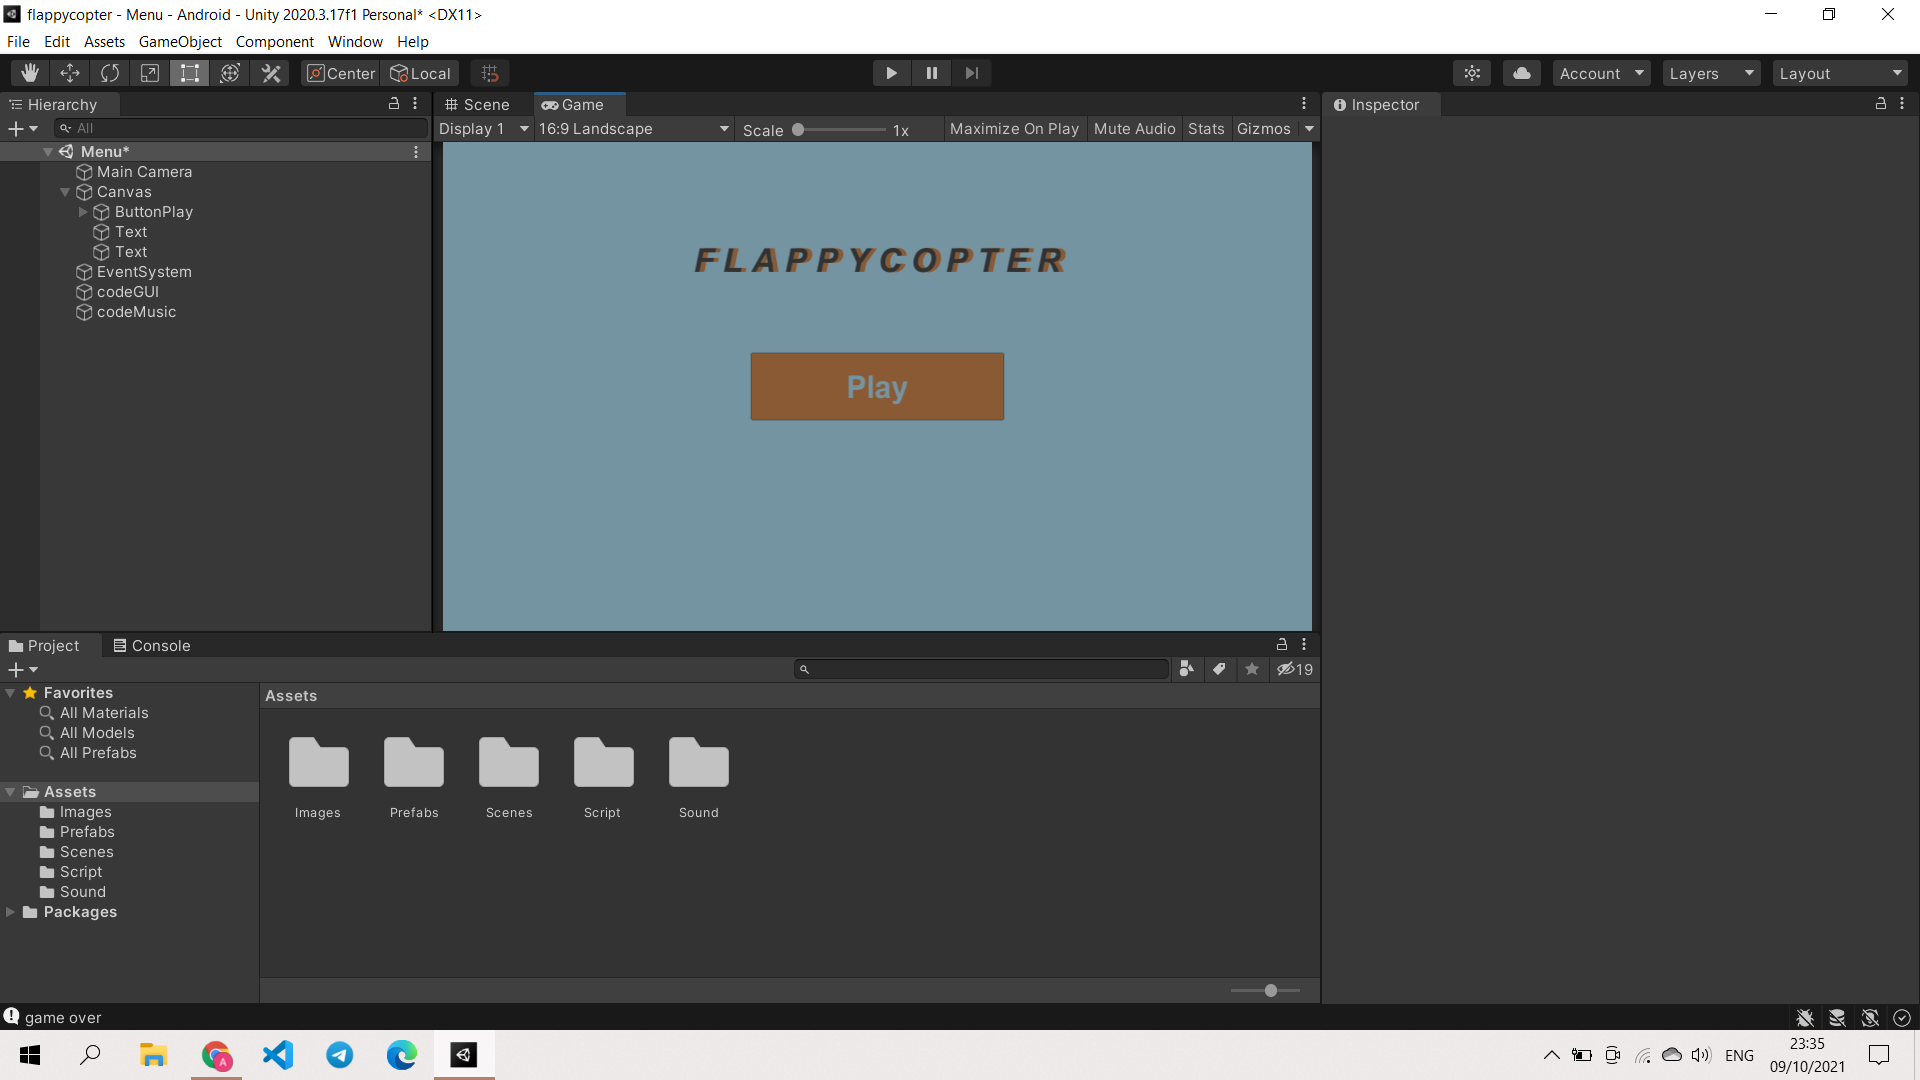 flappycopter - Menu - Android - Unity 2020.3.17f1 Personal* <DX11>
File Edit Assets GameObject Component Window Help
Center Local Account Layers Layout
Hierarchy
All
Menu*
Main Camera
Canvas
ButtonPlay
Text
Text
EventSystem
codeGUI
codeMusic
Scene Game
Display 1 16:9 Landscape Scale 1x Maximize On Play Mute Audio Stats Gizmos
FLAPPYCOPTER
Play
Inspector
Project Console
19
Favorites
All Materials
All Models
All Prefabs
Assets
Images
Prefabs
Scenes
Script
Sound
Packages
Assets
Images Prefabs Scenes Script Sound
game over
A
ENG
23:35
09/10/2021